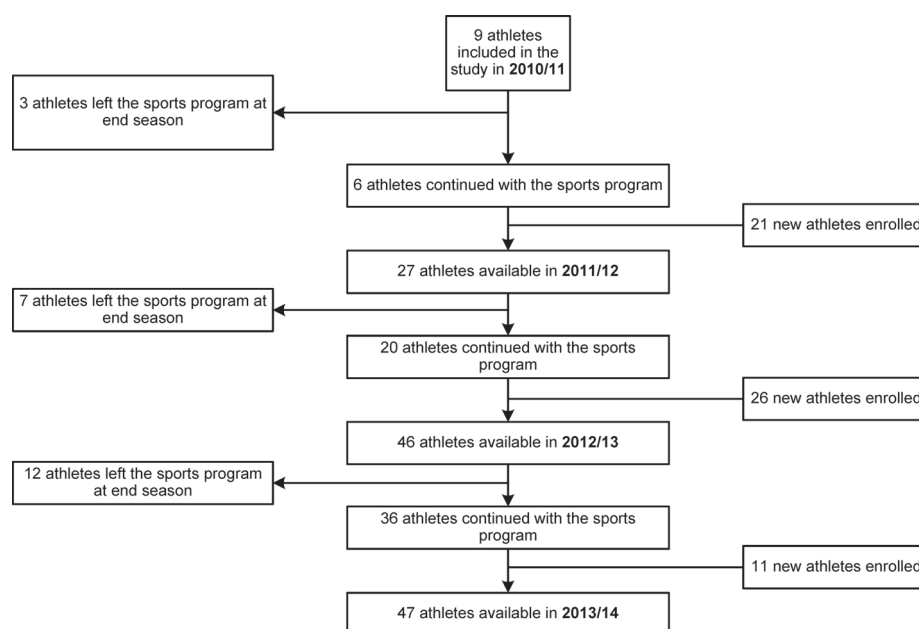 9 athletes
included in the
study in 2010/11
3 athletes left the sports program at
end season
6 athletes continued with the sports program
21 new athletes enrolled
27 athletes available in 2011/12
7 athletes left the sports program at
end season
20 athletes continued with the sports
program
26 new athletes enrolled
46 athletes available in 2012/13
12 athletes left the sports program
at end season
36 athletes continued with the sports
program
11 new athletes enrolled
47 athletes available in 2013/14